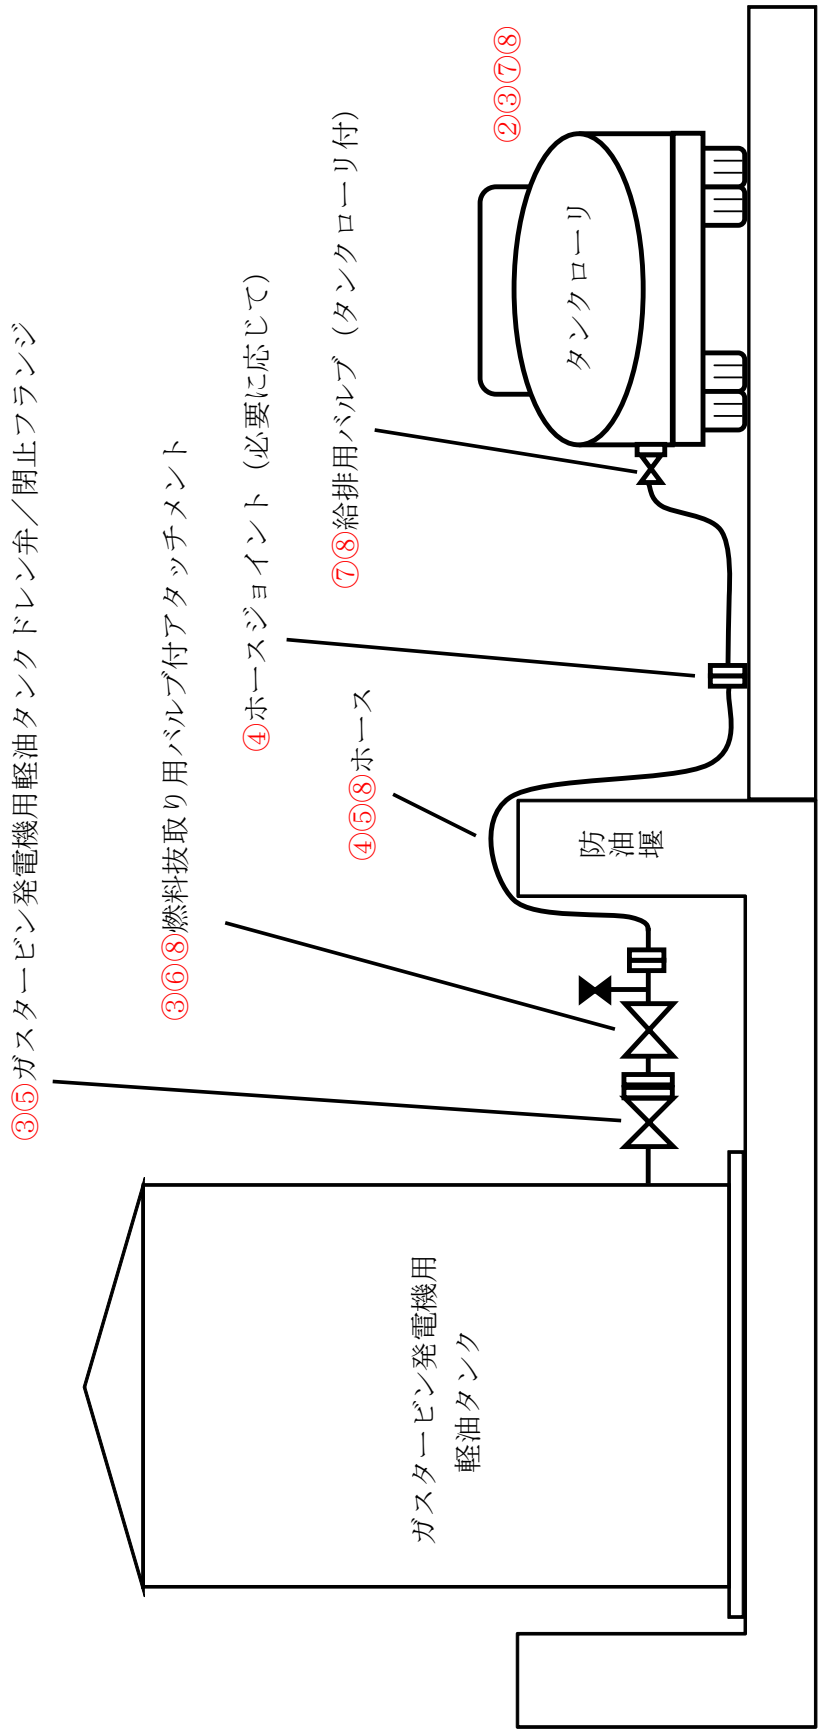 ③⑤ガスタービン発電機用軽油タンクドレン弁／閉止フランジ
③⑥⑧燃料抜取り用バルブ付アタッチメント
④ホースジョイント（必要に応じて）
⑦⑧給排用バルブ（タンクローリ付）
④⑤⑧ホース
②③⑦⑧
タンクローリ
防
油
堰
ガスタービン発電機用
軽油タンク